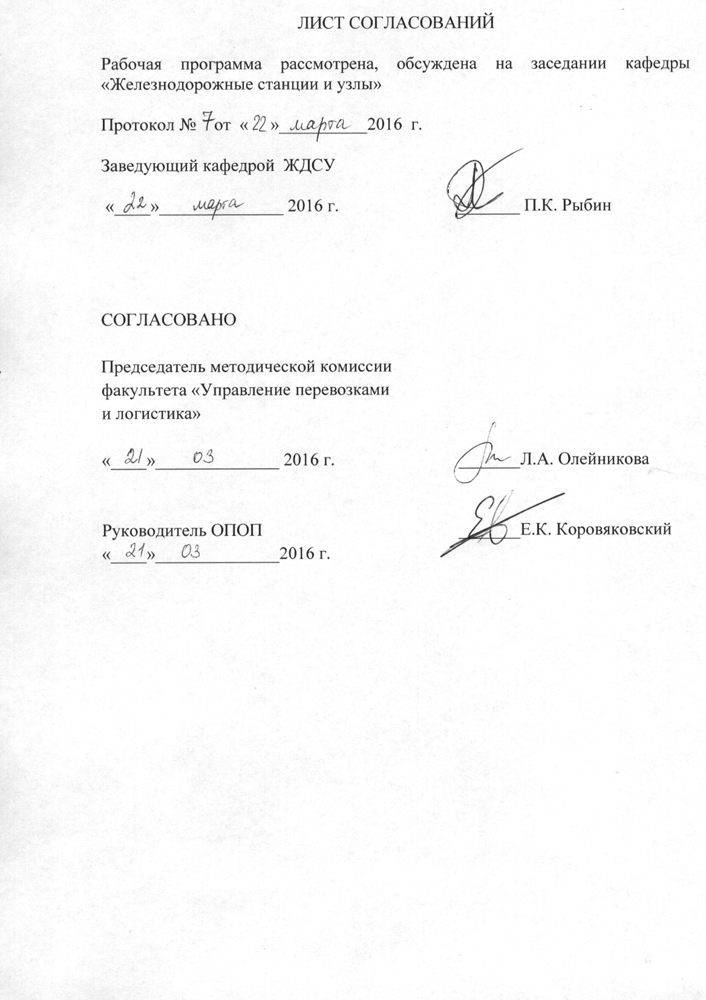 ЛИСТ СОГЛАСОВАНИЙ
Рабочая программа рассмотрена, обсуждена на заседании кафедры
«Железнодорожные станции и узлы»
Протокол № 7 от «22» марта 2016 г.
Заведующий кафедрой ЖДСУ
«22» марта 2016 г. П.К. Рыбин
СОГЛАСОВАНО
Председатель методической комиссии
факультета «Управление перевозками
и логистика»
«21» 03 2016 г. Л.А. Олейникова
Руководитель ОПОП Е.К. Коровяковский
«21» 03 2016 г.